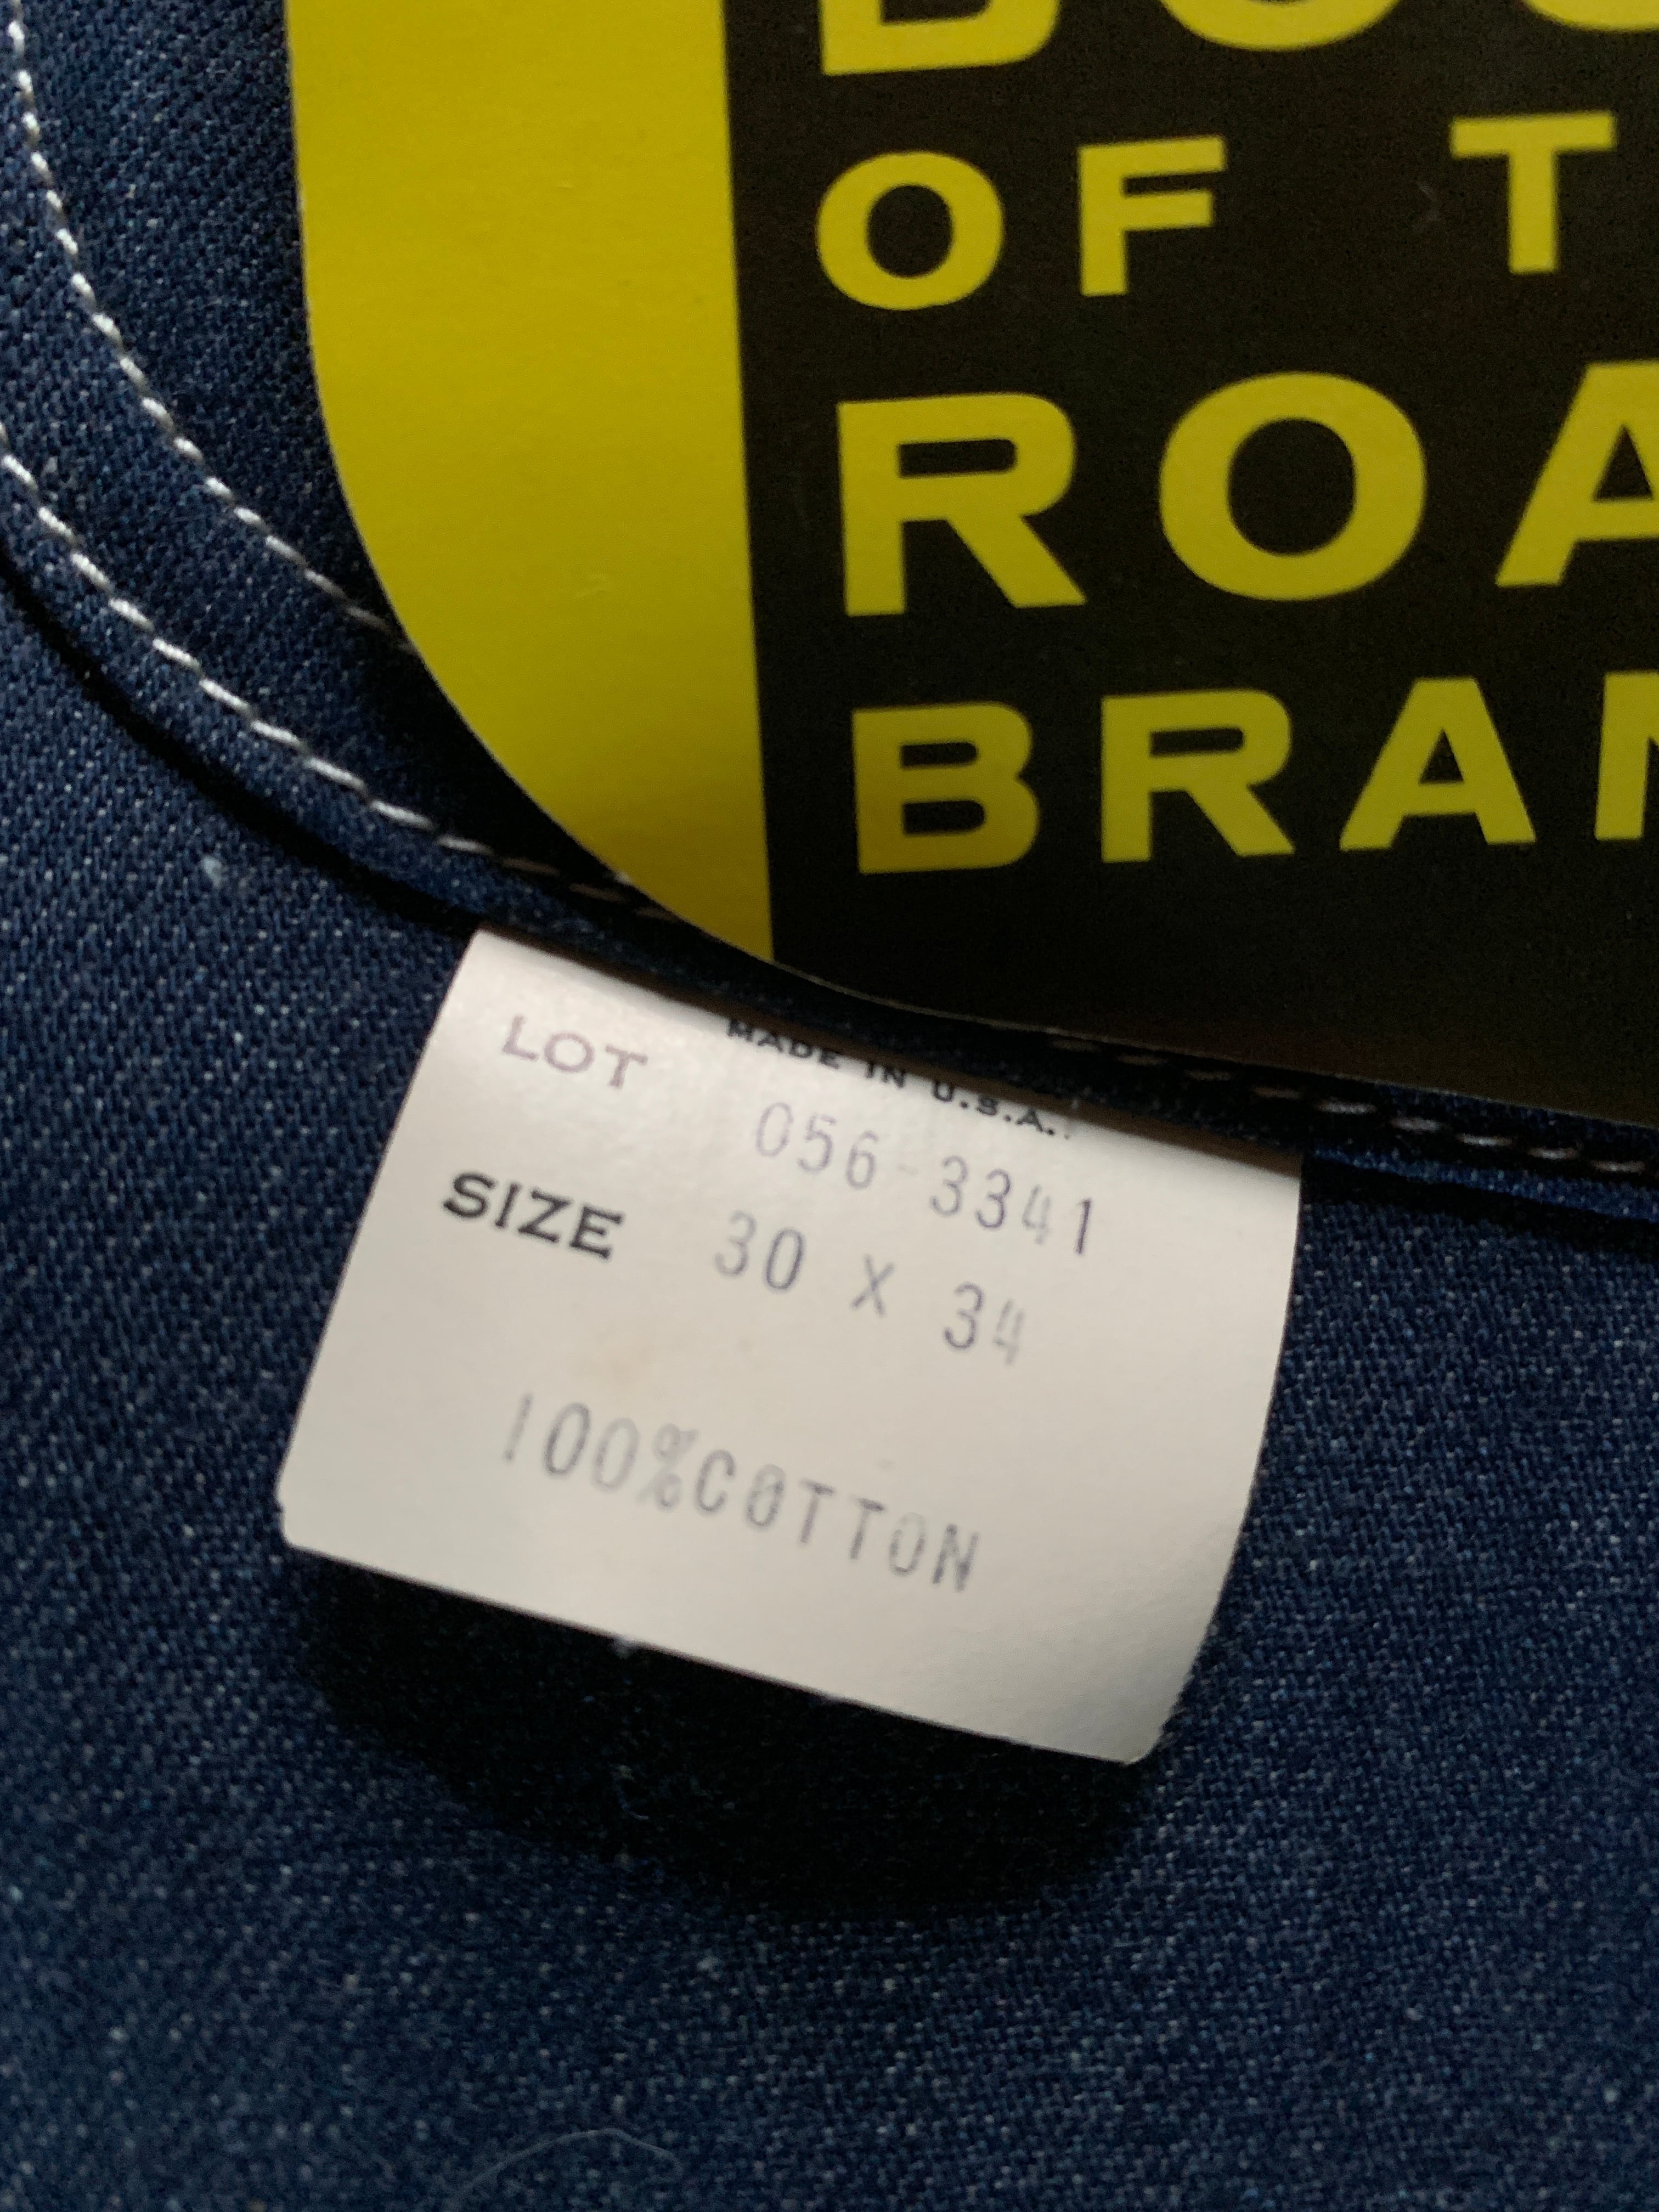 OF T
ROA
BRAN
MADE IN U.S.A.
LOT 056-3341
SIZE 30 X 34
100%COTTON